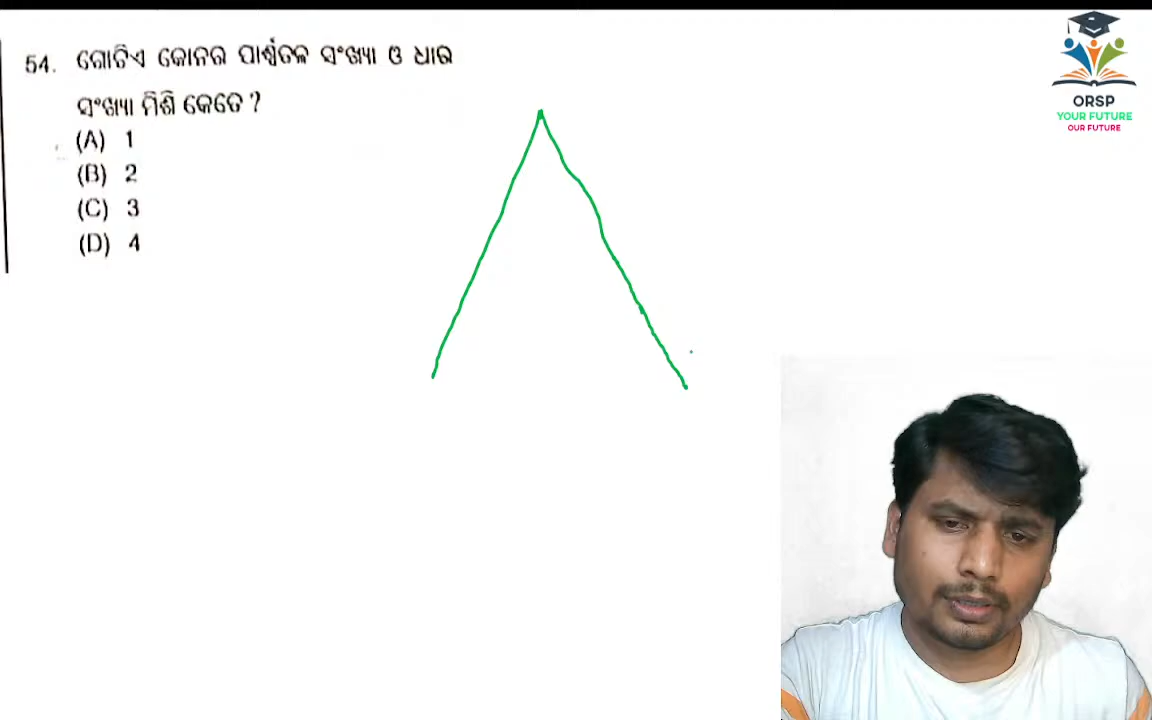 54. ଗୋଟିଏ କୋନର ପାର୍ଶ୍ୱତଳ ସଂଖ୍ୟା ଓ ଧାର
ସଂଖ୍ୟା ମିଶି କେତେ ?
(A) 1
(B) 2
(C) 3
(D) 4
ORSP
YOUR FUTURE
OUR FUTURE